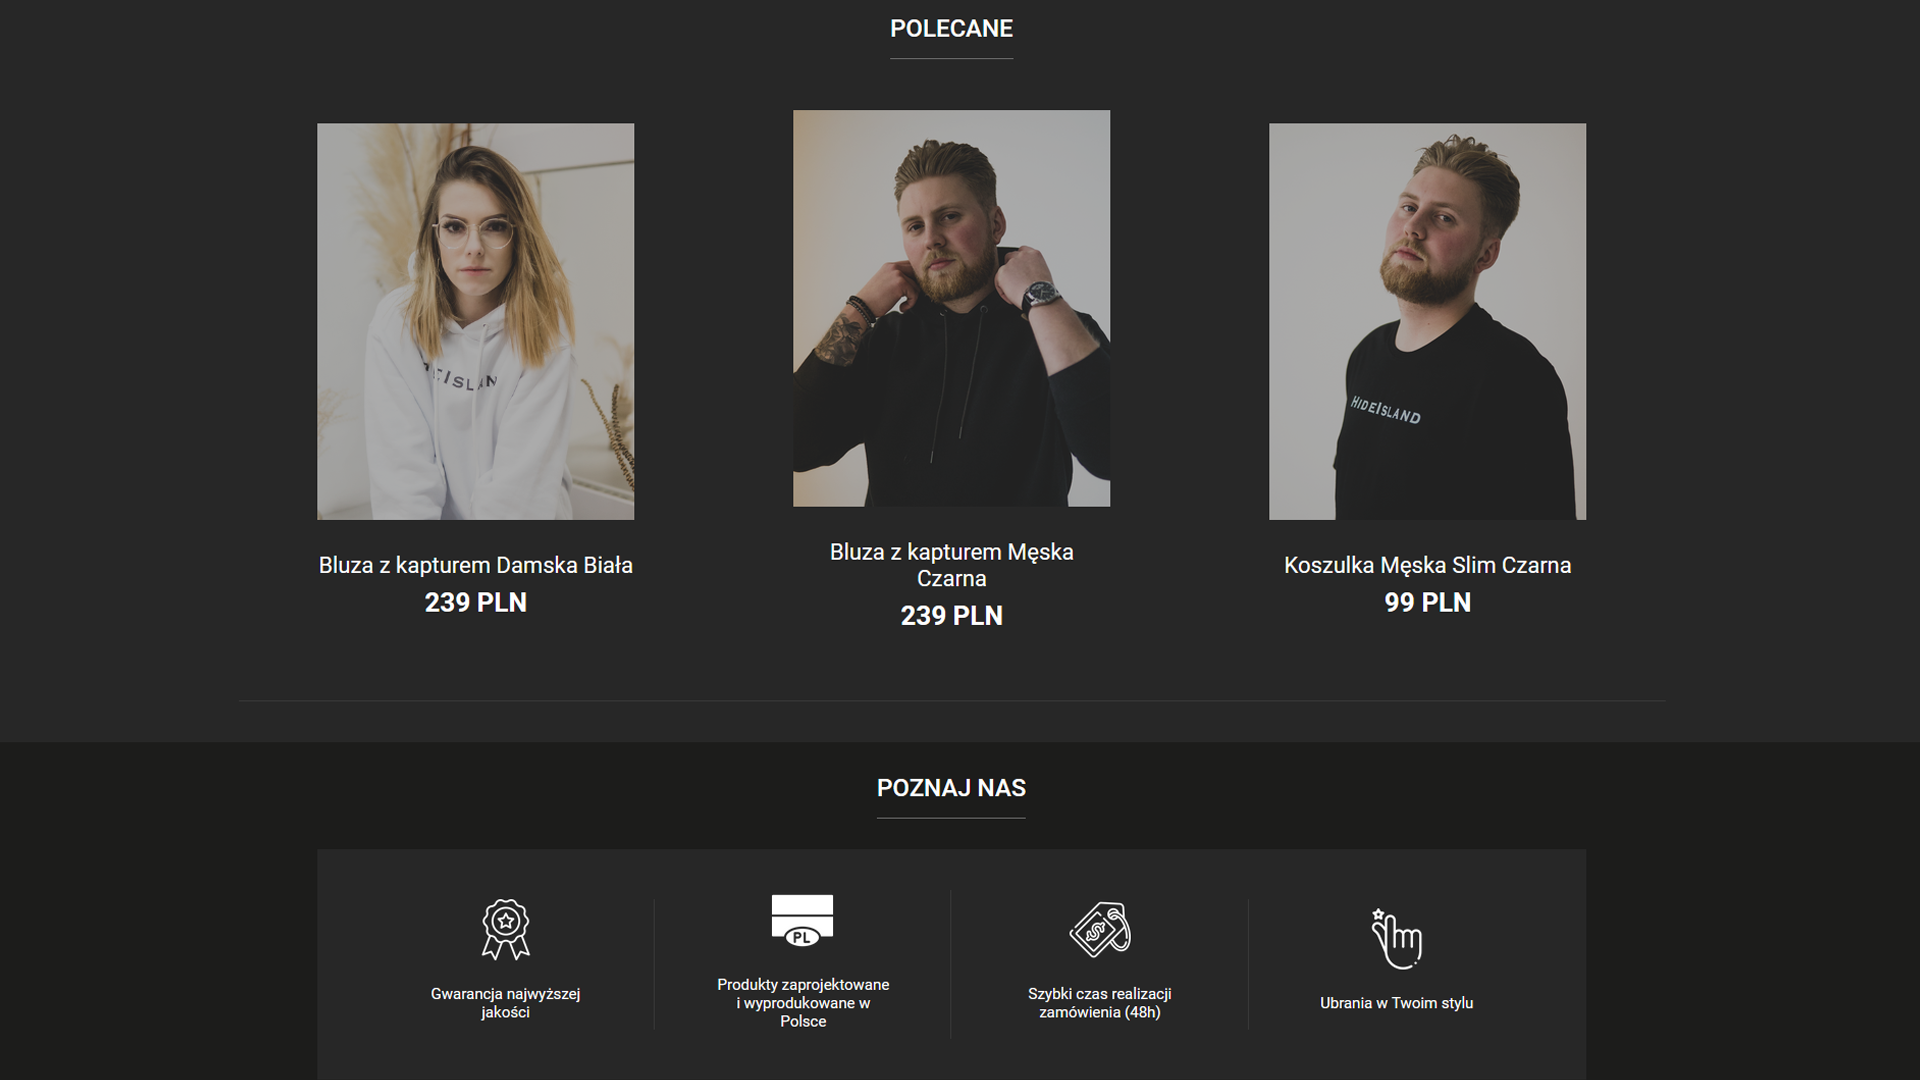 POLECANE
HIDEISLAND
Bluza z kapturem Damska Biała
239 PLN
Bluza z kapturem Męska
Czarna
239 PLN
Koszulka Męska Slim Czarna
99 PLN
POZNAJ NAS
Gwarancja najwyższej
jakości
PL
Produkty zaprojektowane
i wyprodukowane w
Polsce
$
Szybki czas realizacji
zamówienia (48h)
Ubrania w Twoim stylu